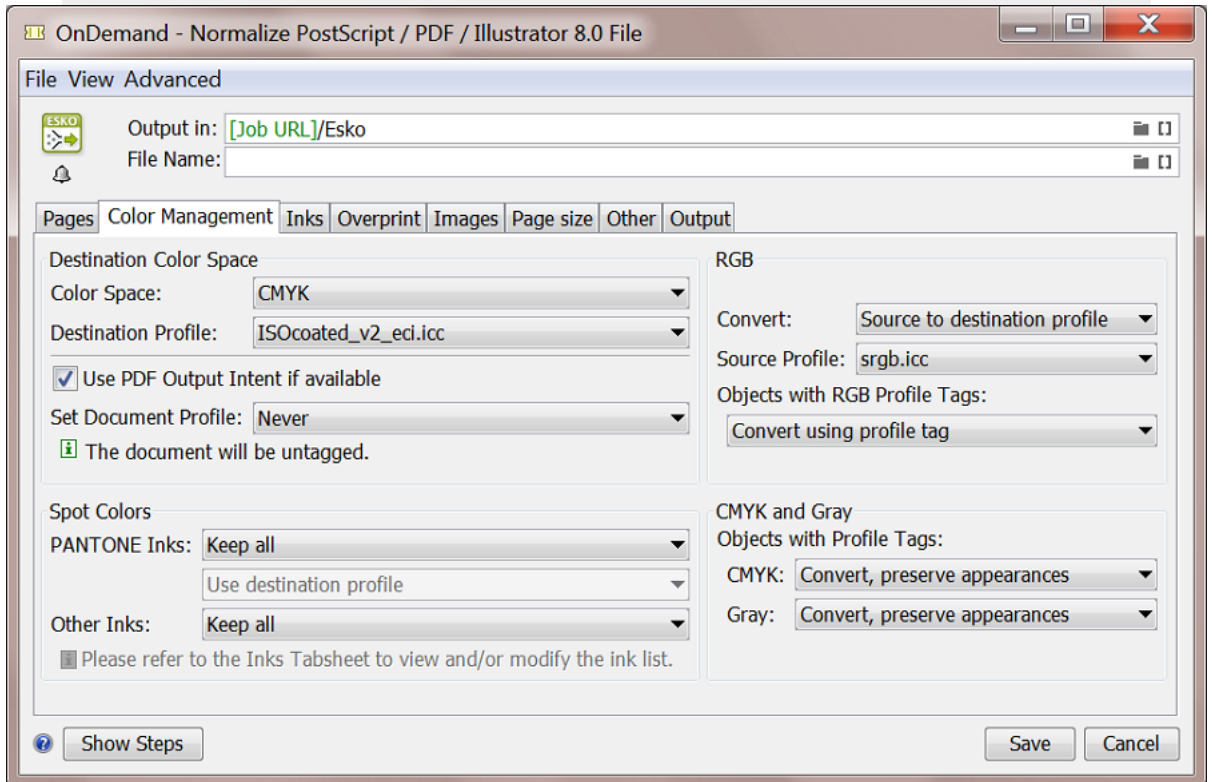 OnDemand - Normalize PostScript / PDF / Illustrator 8.0 File
File View Advanced
ESKO
Output in: [Job URL]/Esko
File Name:
Pages Color Management Inks Overprint Images Page size Other Output
Destination Color Space
Color Space: CMYK
Destination Profile: ISOcoated_v2_eci.icc
Use PDF Output Intent if available
Set Document Profile: Never
The document will be untagged.
RGB
Convert: Source to destination profile
Source Profile: srgb.icc
Objects with RGB Profile Tags:
Convert using profile tag
Spot Colors
PANTONE Inks: Keep all
Use destination profile
Other Inks: Keep all
Please refer to the Inks Tabsheet to view and/or modify the ink list.
CMYK and Gray
Objects with Profile Tags:
CMYK: Convert, preserve appearances
Gray: Convert, preserve appearances
Show Steps
Save Cancel